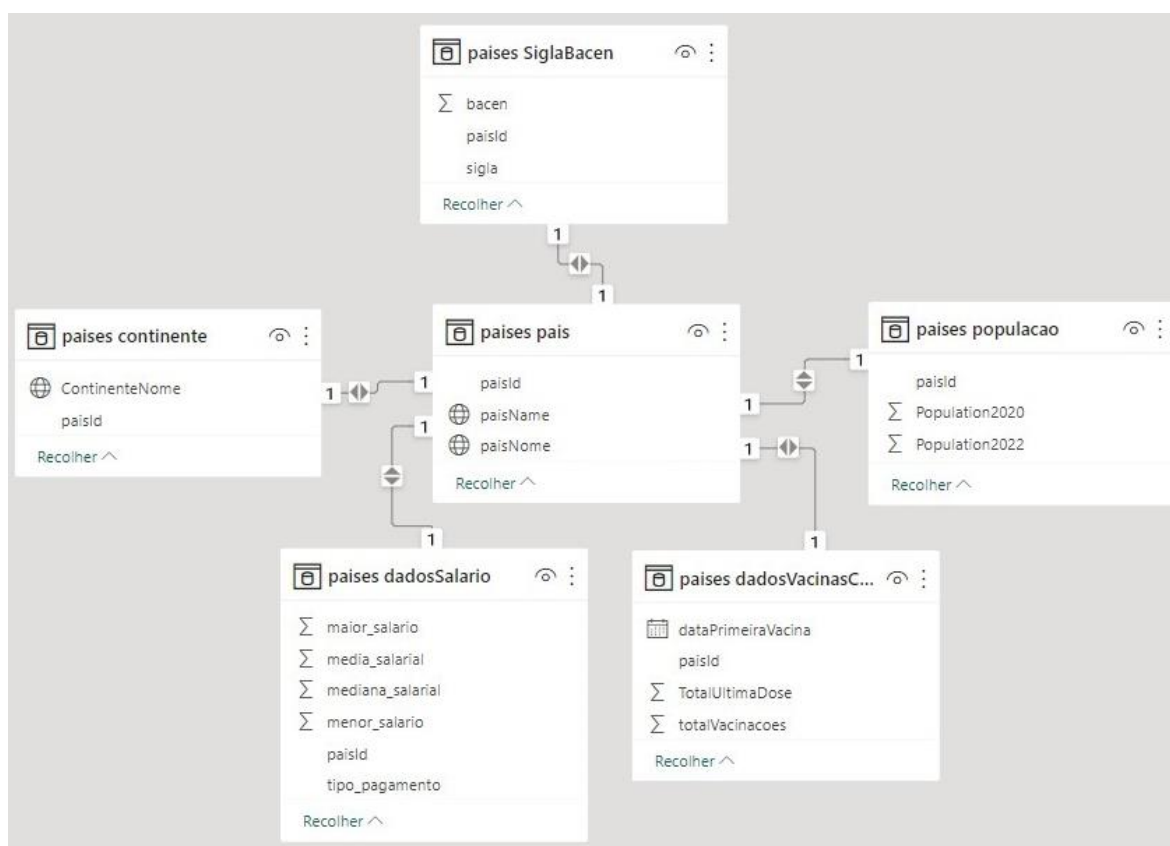 paises SiglaBacen
bacen
paisId
sigla
Recolher
1
1
paises continente
ContinenteNome
paisId
Recolher
1
1
1
paises pais
paisId
paisName
paisNome
Recolher
1
1
1
paises populacao
paisId
Population2020
Population2022
Recolher
1
paises dadosSalario
maior_salario
media_salarial
mediana_salarial
menor_salario
paisId
tipo_pagamento
Recolher
1
paises dadosVacinasC...
dataPrimeiraVacina
paisId
TotalUltimaDose
totalVacinacoes
Recolher